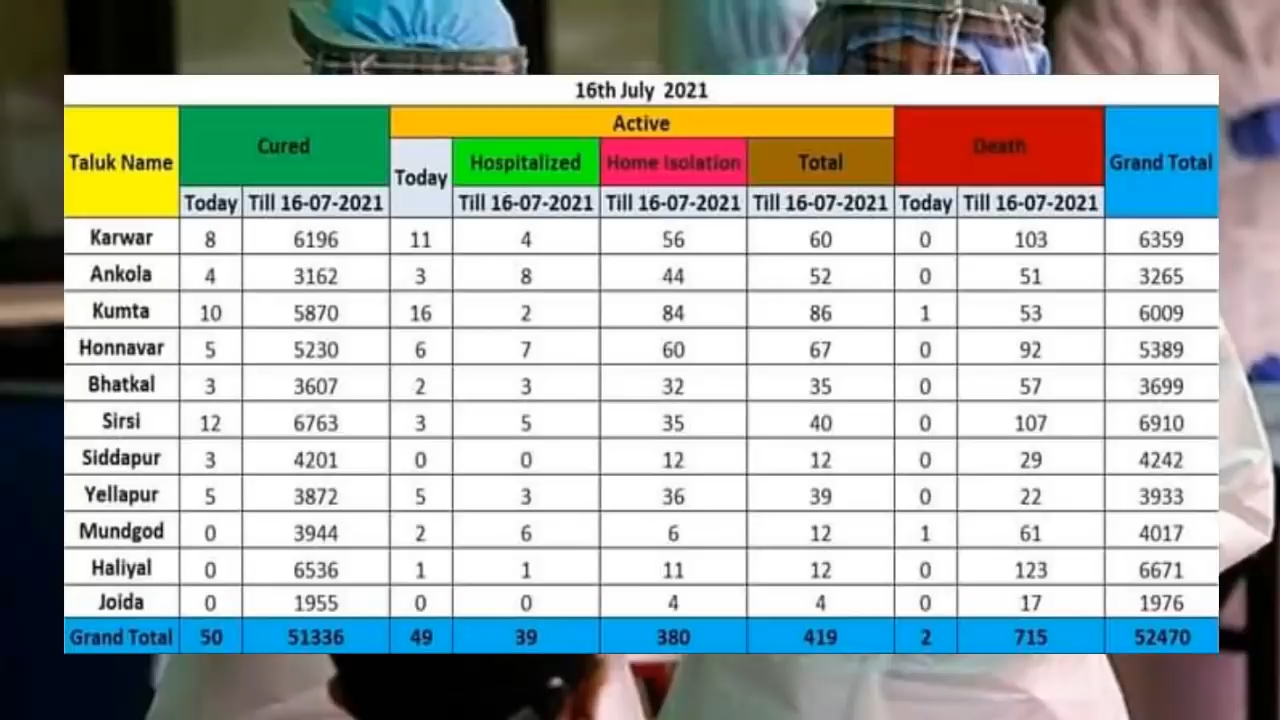 16th July 2021
Taluk Name Cured Active Death Grand Total
Today Hospitalized Home Isolation Total
Today Till 16-07-2021 Till 16-07-2021 Till 16-07-2021 Till 16-07-2021 Today Till 16-07-2021
Karwar 8 6196 11 4 56 60 0 103 6359
Ankola 4 3162 3 8 44 52 0 51 3265
Kumta 10 5870 16 2 84 86 1 53 6009
Honnavar 5 5230 6 7 60 67 0 92 5389
Bhatkal 3 3607 2 3 32 35 0 57 3699
Sirsi 12 6763 3 5 35 40 0 107 6910
Siddapur 3 4201 0 0 12 12 0 29 4242
Yellapur 5 3872 5 3 36 39 0 22 3933
Mundgod 0 3944 2 6 6 12 1 61 4017
Haliyal 0 6536 1 1 11 12 0 123 6671
Joida 0 1955 0 0 4 4 0 17 1976
Grand Total 50 51336 49 39 380 419 2 715 52470